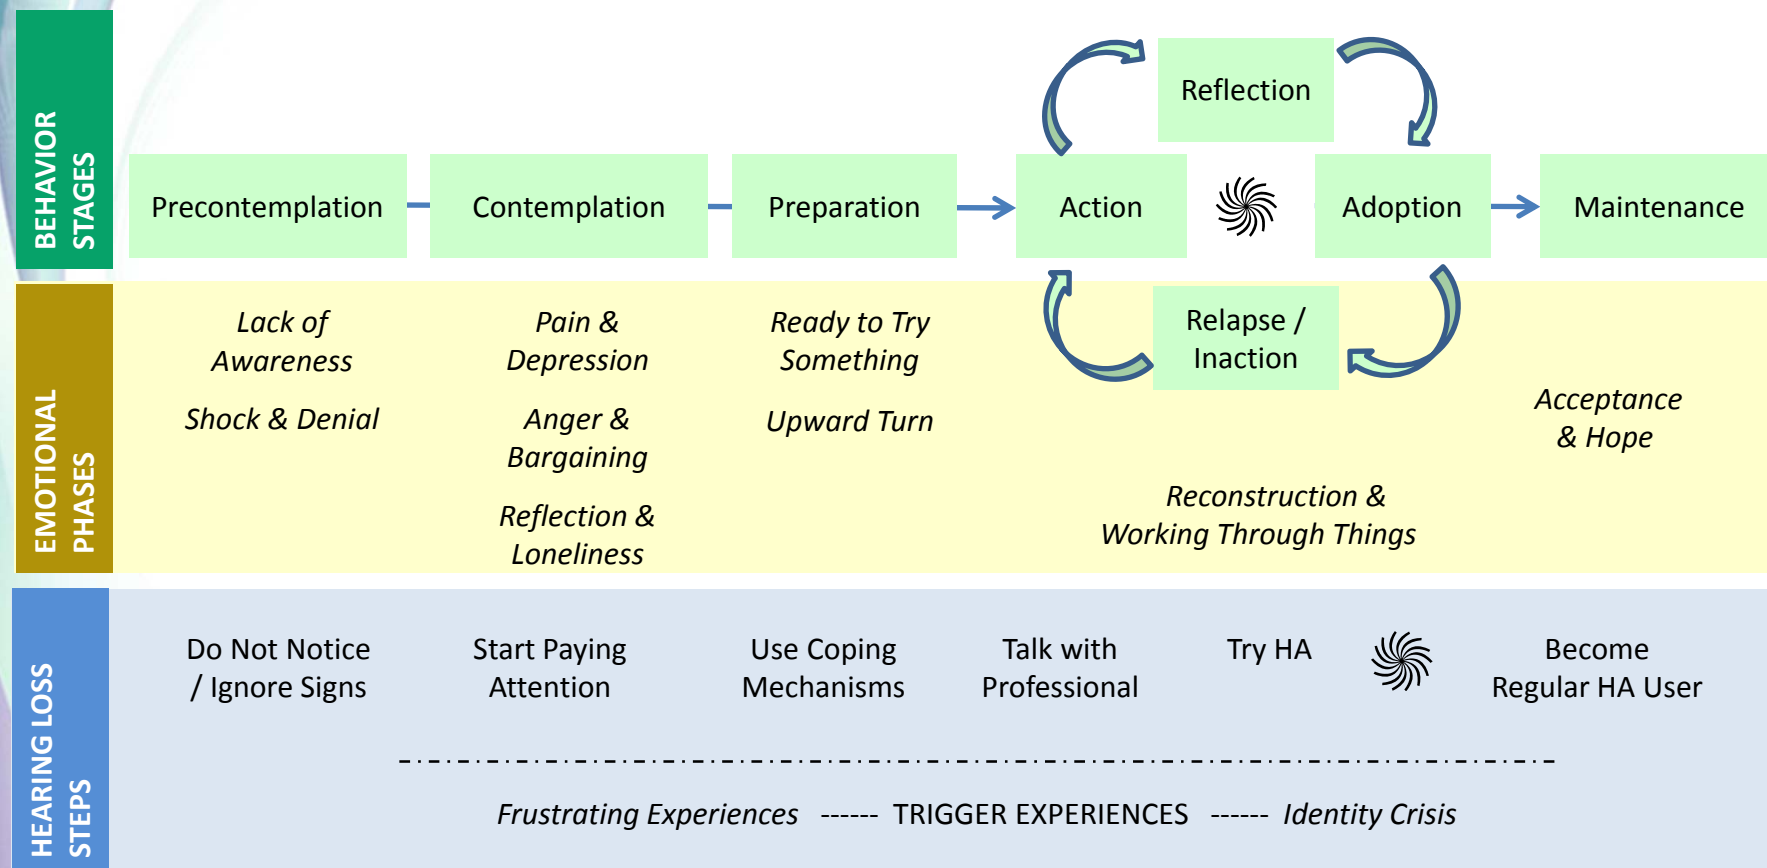 BEHAVIOR
STAGES
Reflection
Precontemplation
Contemplation
Preparation
Action
Adoption
Maintenance
Relapse /
Inaction
EMOTIONAL
PHASES
Lack of
Awareness
Shock & Denial
Pain &
Depression
Anger &
Bargaining
Reflection &
Loneliness
Ready to Try
Something
Upward Turn
Reconstruction &
Working Through Things
Acceptance
& Hope
HEARING LOSS
STEPS
Do Not Notice
/ Ignore Signs
Start Paying
Attention
Use Coping
Mechanisms
Talk with
Professional
Try HA
Become
Regular HA User
Frustrating Experiences ------ TRIGGER EXPERIENCES ------ Identity Crisis